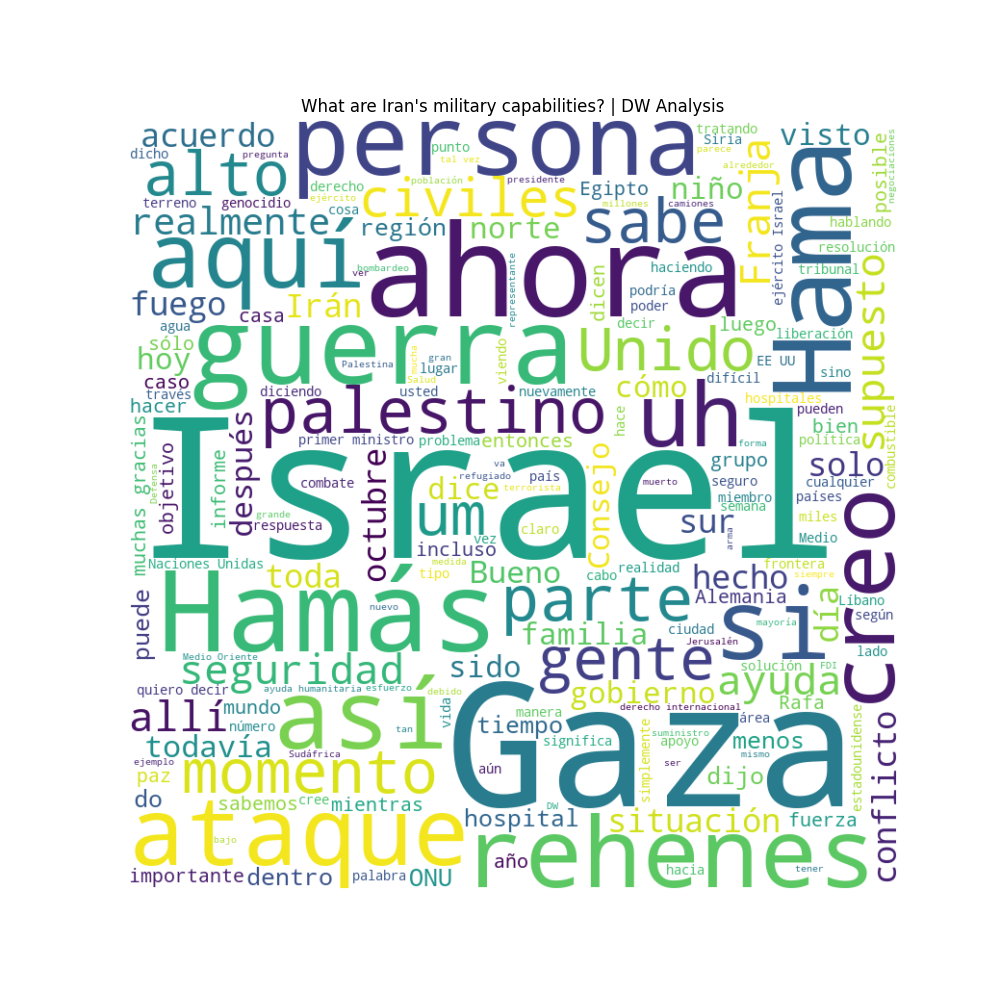 What are Iran's military capabilities? | DW Analysis
persona
tratando
acuerdo
punto
Siria
visto
dicho
pregunta
tal vez
parece
alrededor
negociaciones
alto
derecho
civiles
población
presidente
Egipto
niño
Franja
Hama
posible
terreno
genocidio
ejército
cosa
millones
camiones
realmente
región
norte
sabe
hablando
aquí
ahora
dicen
ejército Israel
resolución
bombardeo
ver
representante
haciendo
tribunal
fuego
casa
Irán
podría
poder
supuesto
agua
guerra
decir
luego
liberación
sólo
Unido
hoy
Palestina
mucha
gran
lugar
viendo
EE UU
sino
caso
Salud
cómo
difícil
través
diciendo
usted
nuevamente
hospitales
hacer
palestino
uh
hace
pueden
combustible
muchas gracias
después
primer ministro
problema
entonces
forma
bien
política
Israel
objetivo
Defensa
informe
octubre
va
refugiado
país
consejo
grupo
solo
combate
dice
terrorista
muerto
seguro
cualquier
miembro
países
creo
grande
respuesta
um
claro
sur
semana
miles
arma
Medio
incluso
vez
Naciones Unidas
toda
medida
tipo
Bueno
cabo
realidad
frontera
siempre
hecho
puede
Hamás
nuevo
parte
Alemania
Líbano
si
día
mayoría
según
familia
ciudad
Jerusalén
Medio Oriente
seguridad
sido
gente
solución
FDI
lado
quiero decir
ayuda humanitaria
esfuerzo
debido
vida
gobierno
ayuda
Rafa
allí
mundo
número
así
tan
Gaza
tiempo
manera
derecho internacional
área
estadounidense
conflicto
todavía
Sudáfrica
significa
simplemente
suministro
apoyo
menos
ejemplo
mismo
paz
momento
aún
ser
dijo
do
sabemos
cree
mientras
DW
ataque
hospital
situación
fuerza
bajo
rehenes
año
importante
dentro
palabra
ONU
hacia
tener